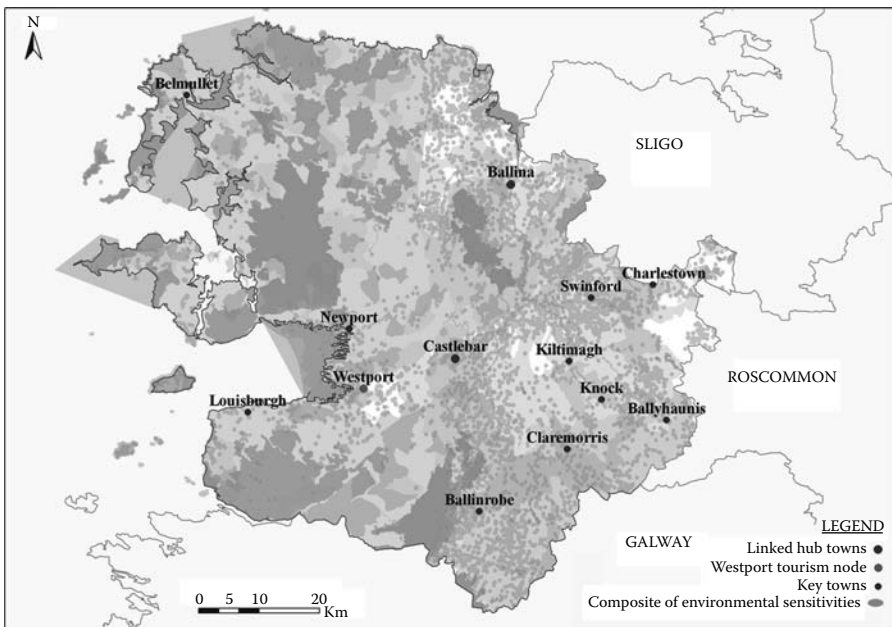 N
Belmullet
SLIGO
Ballina
Charlestown
Swinford
Newport
Castlebar
Kiltimagh
ROSCOMMON
Westport
Knock
Louisburgh
Ballyhaunis
Claremorris
Ballinrobe
LEGEND
GALWAY
Linked hub towns
Westport tourism node
Key towns
Composite of environmental sensitivities
0 5 10 20
Km